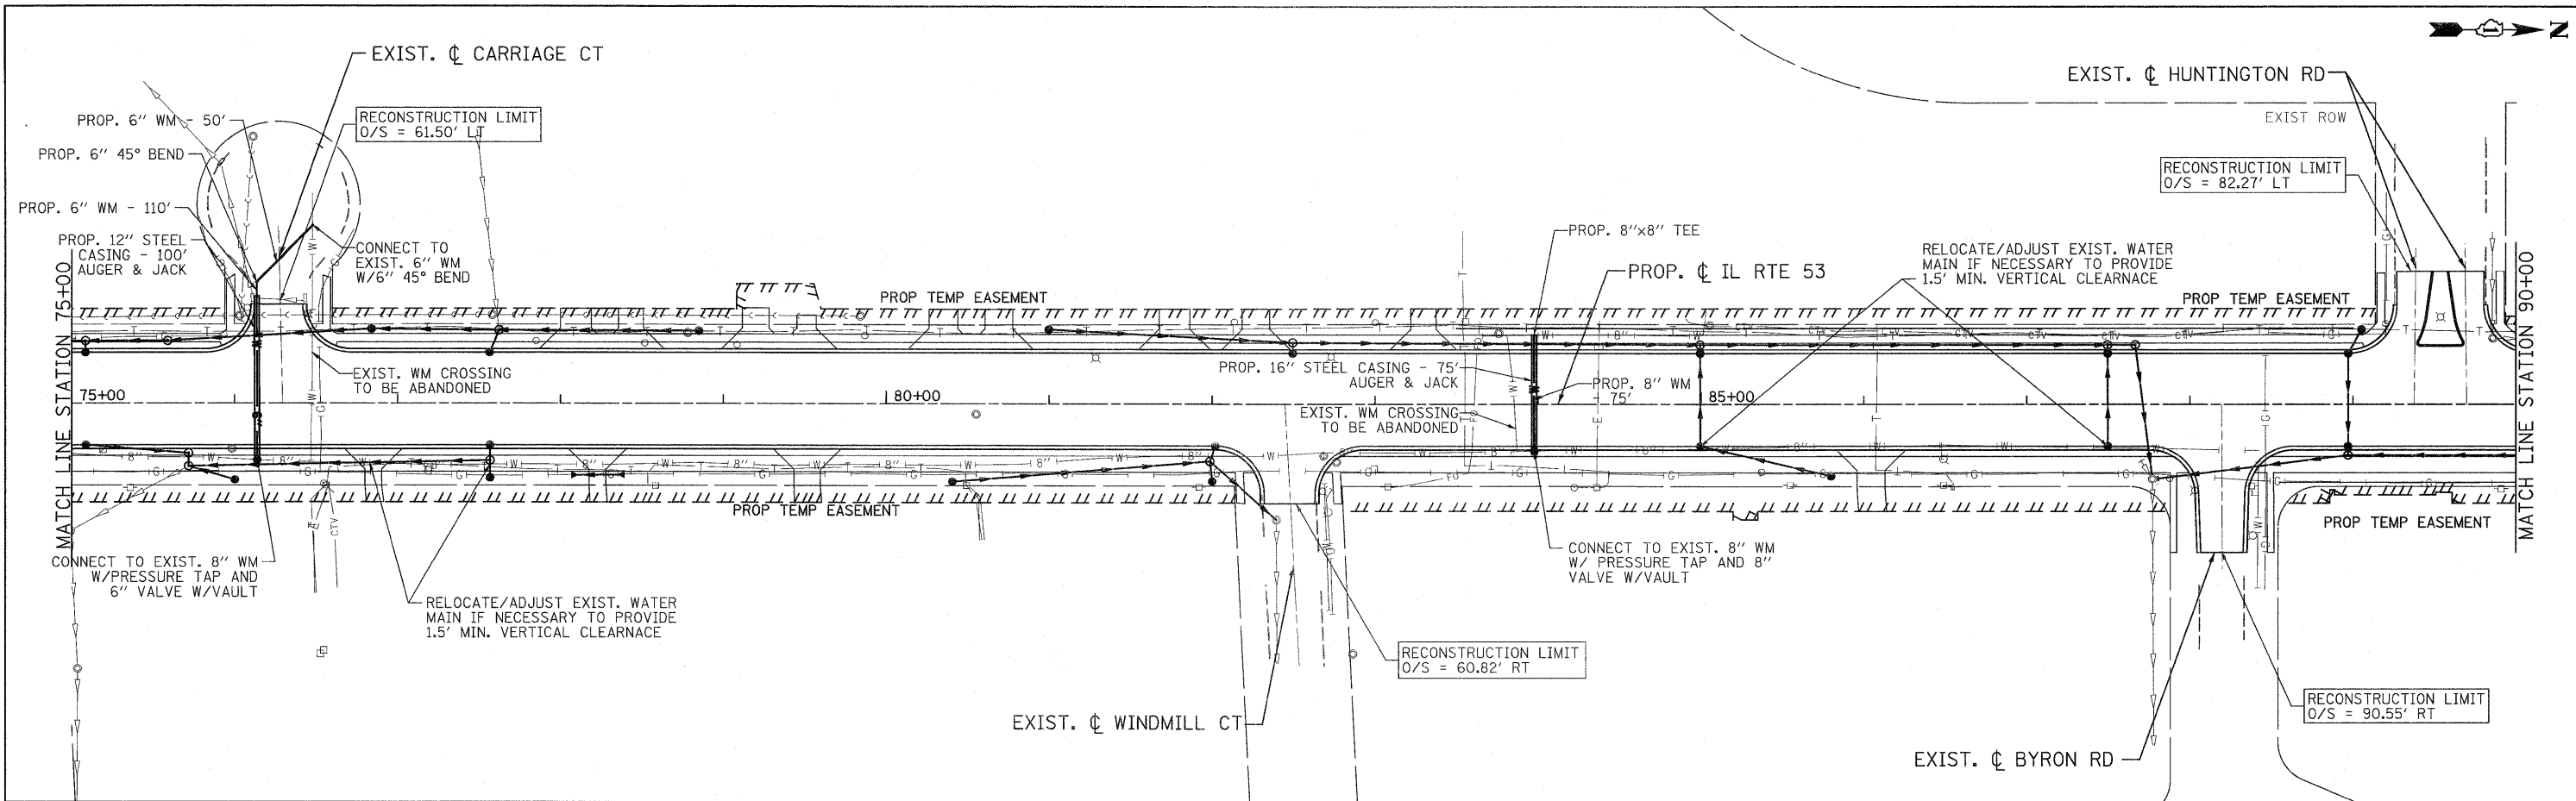 N
EXIST. ℄ CARRIAGE CT
EXIST. ℄ HUNTINGTON RD
EXIST ROW
PROP. 6" WM - 50'
RECONSTRUCTION LIMIT
O/S = 61.50' LT
PROP. 6" 45° BEND
RECONSTRUCTION LIMIT
O/S = 82.27' LT
PROP. 6" WM - 110'
PROP. 12" STEEL
CASING - 100'
AUGER & JACK
CONNECT TO
EXIST. 6" WM
W/6" 45° BEND
PROP. 8"x8" TEE
PROP. ℄ IL RTE 53
RELOCATE/ADJUST EXIST. WATER
MAIN IF NECESSARY TO PROVIDE
1.5' MIN. VERTICAL CLEARNACE
PROP TEMP EASEMENT
PROP TEMP EASEMENT
MATCH LINE STATION 75+00
MATCH LINE STATION 90+00
EXIST. WM CROSSING
TO BE ABANDONED
PROP. 16" STEEL CASING - 75'
AUGER & JACK
PROP. 8" WM
- 75'
75+00
80+00
85+00
EXIST. WM CROSSING
TO BE ABANDONED
PROP TEMP EASEMENT
PROP TEMP EASEMENT
CONNECT TO EXIST. 8" WM
W/PRESSURE TAP AND
6" VALVE W/VAULT
CONNECT TO EXIST. 8" WM
W/ PRESSURE TAP AND 8"
VALVE W/VAULT
RELOCATE/ADJUST EXIST. WATER
MAIN IF NECESSARY TO PROVIDE
1.5' MIN. VERTICAL CLEARNACE
RECONSTRUCTION LIMIT
O/S = 60.82' RT
RECONSTRUCTION LIMIT
O/S = 90.55' RT
EXIST. ℄ WINDMILL CT
EXIST. ℄ BYRON RD